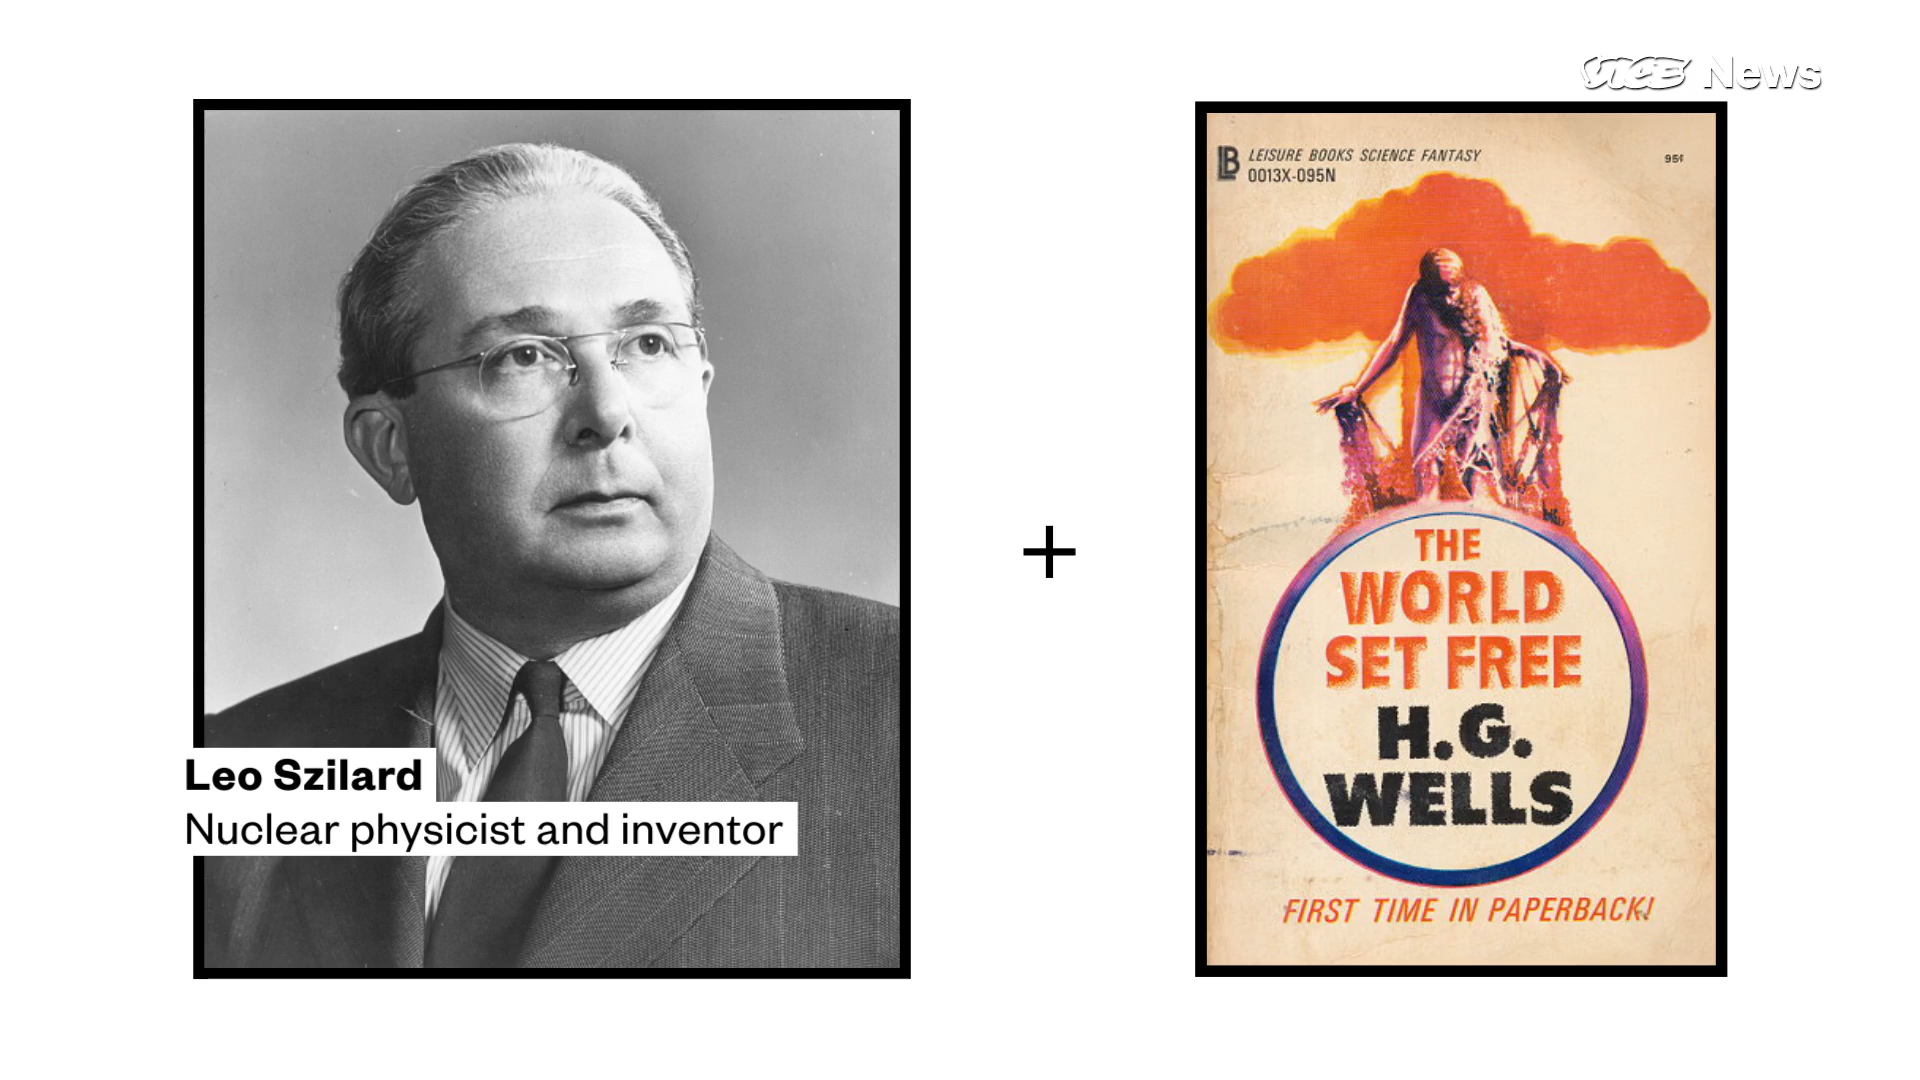 VICE News
Leo Szilard
Nuclear physicist and inventor
+
LB LEISURE BOOKS SCIENCE FANTASY
0013X-095N
95¢
THE
WORLD
SET FREE
H.G.
WELLS
FIRST TIME IN PAPERBACK!